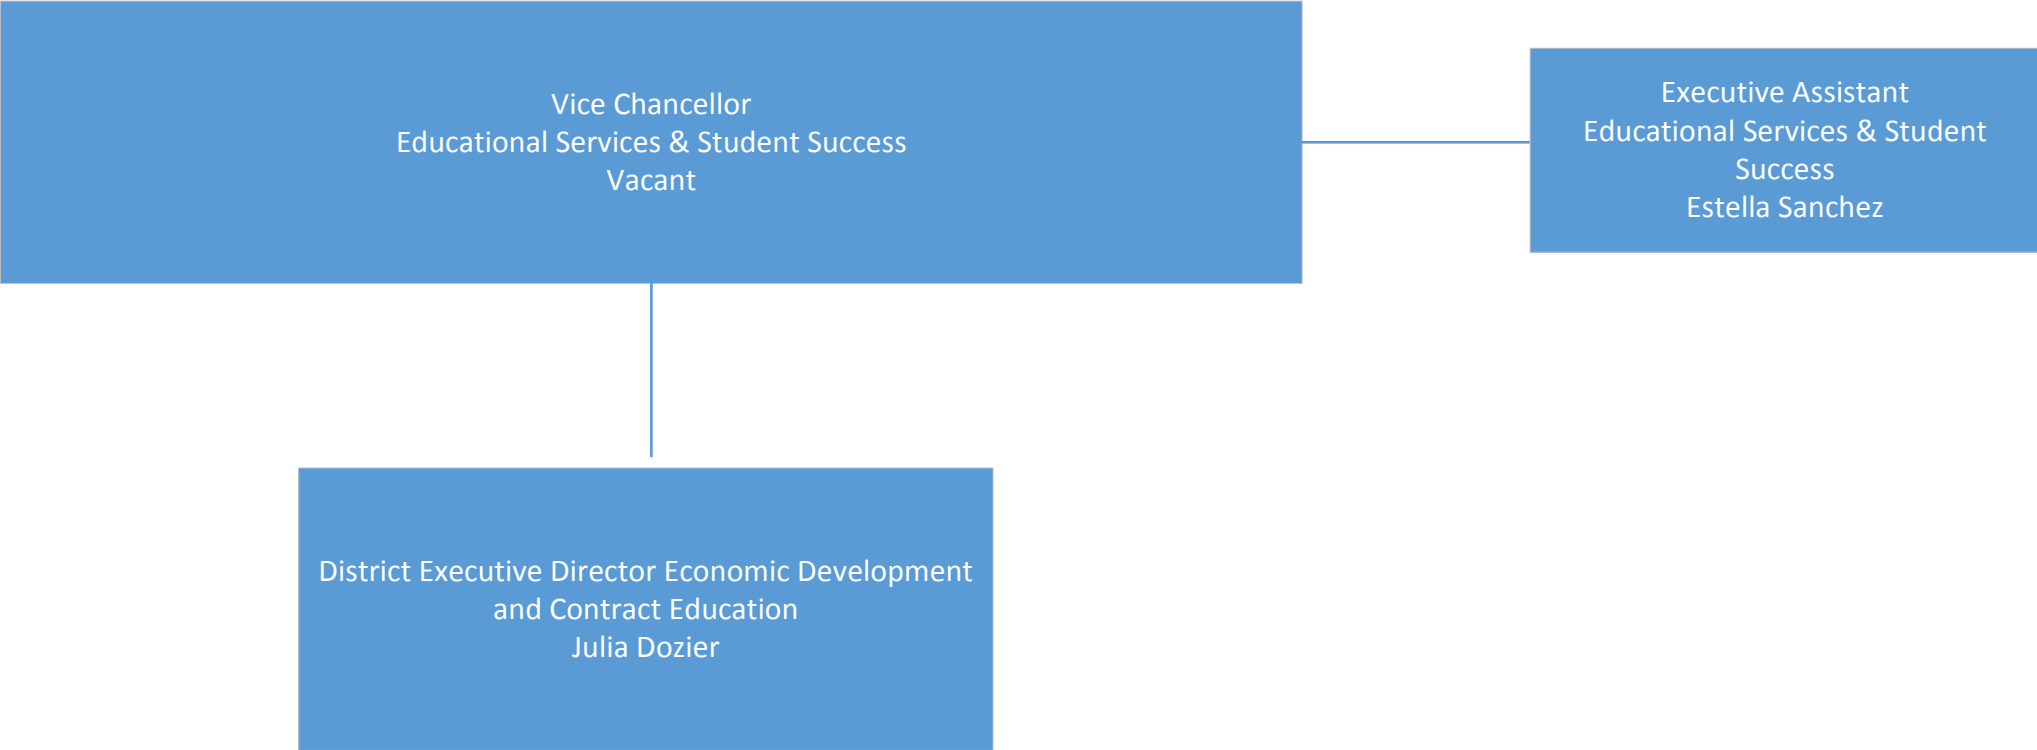 Vice Chancellor
Educational Services & Student Success
Vacant
Executive Assistant
Educational Services & Student
Success
Estella Sanchez
District Executive Director Economic Development
and Contract Education
Julia Dozier